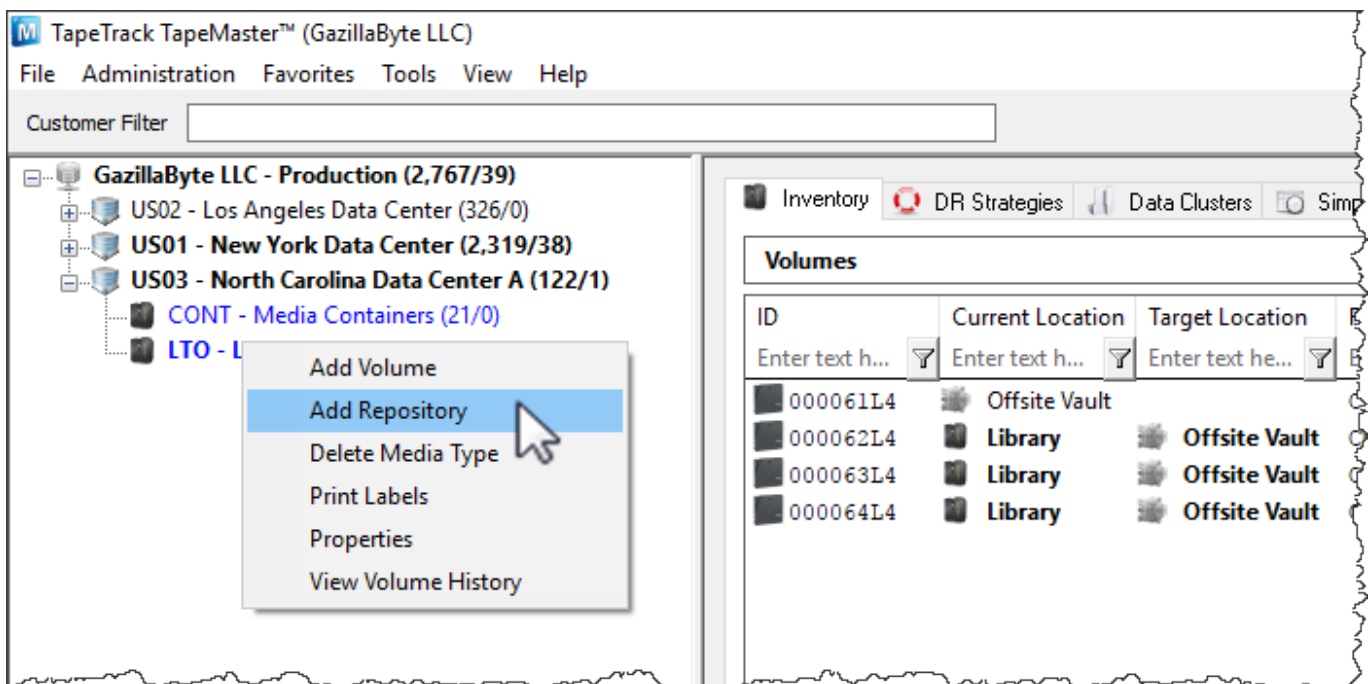 TapeTrack TapeMaster™ (GazillaByte LLC)
File Administration Favorites Tools View Help
Customer Filter
GazillaByte LLC - Production (2,767/39)
US02 - Los Angeles Data Center (326/0)
US01 - New York Data Center (2,319/38)
US03 - North Carolina Data Center A (122/1)
CONT - Media Containers (21/0)
LTO - L
Add Volume
Add Repository
Delete Media Type
Print Labels
Properties
View Volume History
Inventory DR Strategies Data Clusters
Volumes
ID Current Location Target Location
Enter text h... Enter text h... Enter text he...
000061L4 Offsite Vault
000062L4 Library Offsite Vault
000063L4 Library Offsite Vault
000064L4 Library Offsite Vault